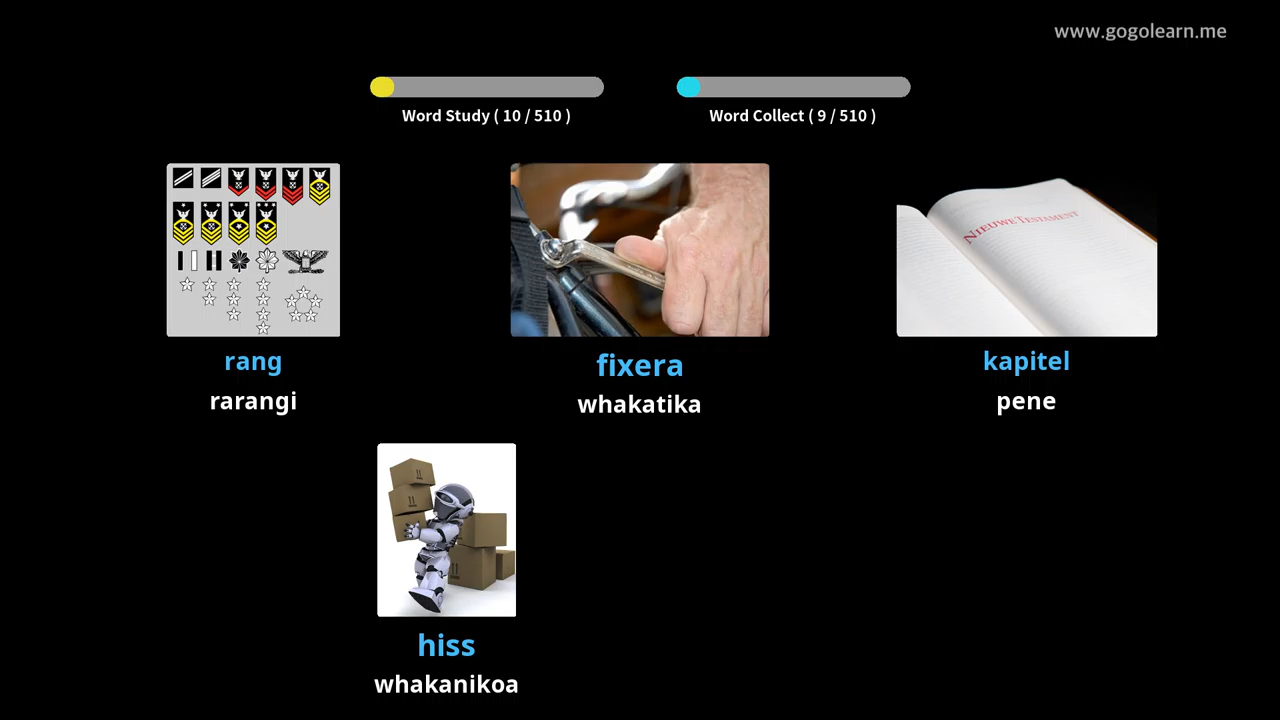 www.gogolearn.me
Word Study ( 10 / 510 )
Word Collect ( 9 / 510 )
NIEUWE TESTAMENT
rang
fixera
kapitel
rarangi
whakatika
pene
hiss
whakanikoa